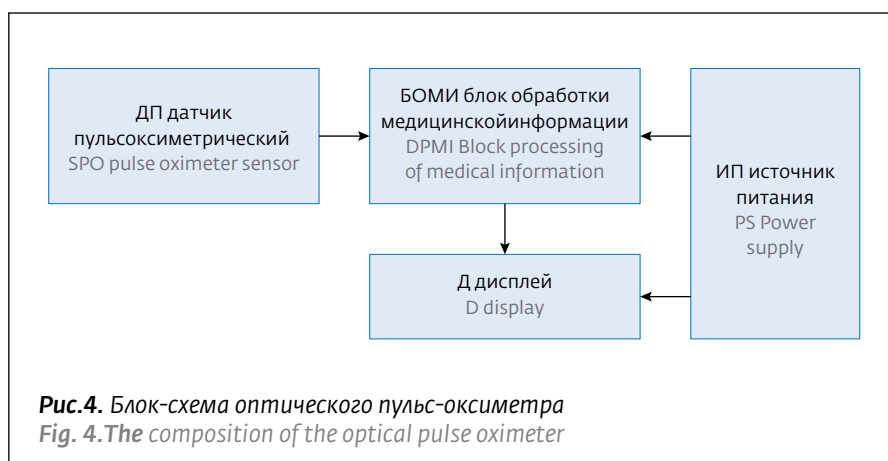 ДП датчик
пульсоксиметрический
SPO pulse oximeter sensor
БОМИ блок обработки
медицинскойинформации
DPMI Block processing
of medical information
ИП источник
питания
PS Power
supply
Д дисплей
D display
Рис.4. Блок-схема оптического пульс-оксиметра
Fig. 4.The composition of the optical pulse oximeter